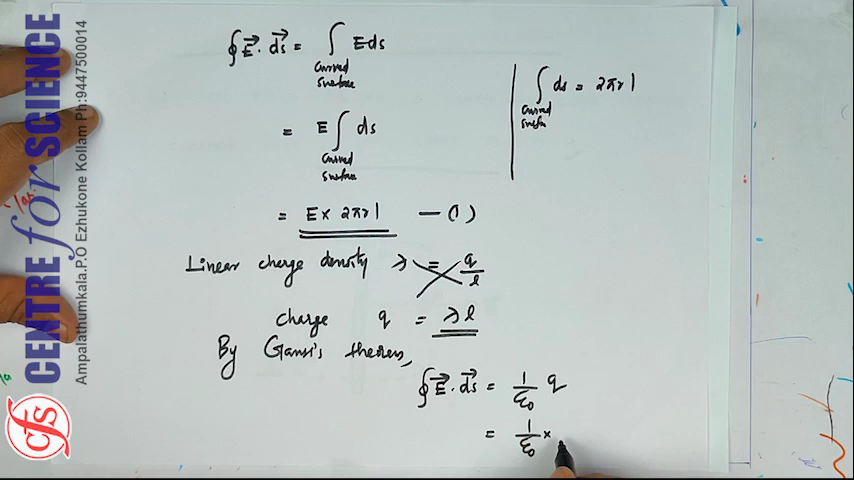 ∮E⃗. ds⃗ = ∫ Eds
curved
surface
∫ ds = 2πrl
curved
surfa
= E ∫ ds
curved
surface
= E× 2πrl — (1)
Linear charge density λ = q/l
charge q = λl
By Gauss's theorem,
∮E⃗. ds⃗ = 1/ε₀ q
= 1/ε₀ ×
CENTRE for SCIENCE
Ampalathumkala.P.O Ezhukone Kollam Ph:9447500014
cfs